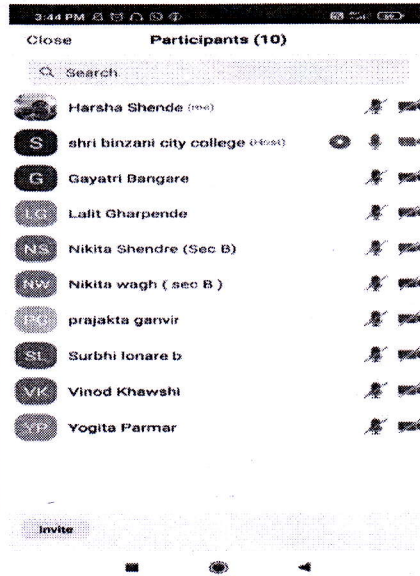 3:44 PM
Close Participants (10)
Search
Harsha Shende (me)
S shri binzani city college (Host)
G Gayatri Bangare
LG Lalit Gharpende
NS Nikita Shendre (Sec B)
NW Nikita wagh ( sec B )
PG prajakta ganvir
SL Surbhi lonare b
VK Vinod Khawshi
YP Yogita Parmar
Invite